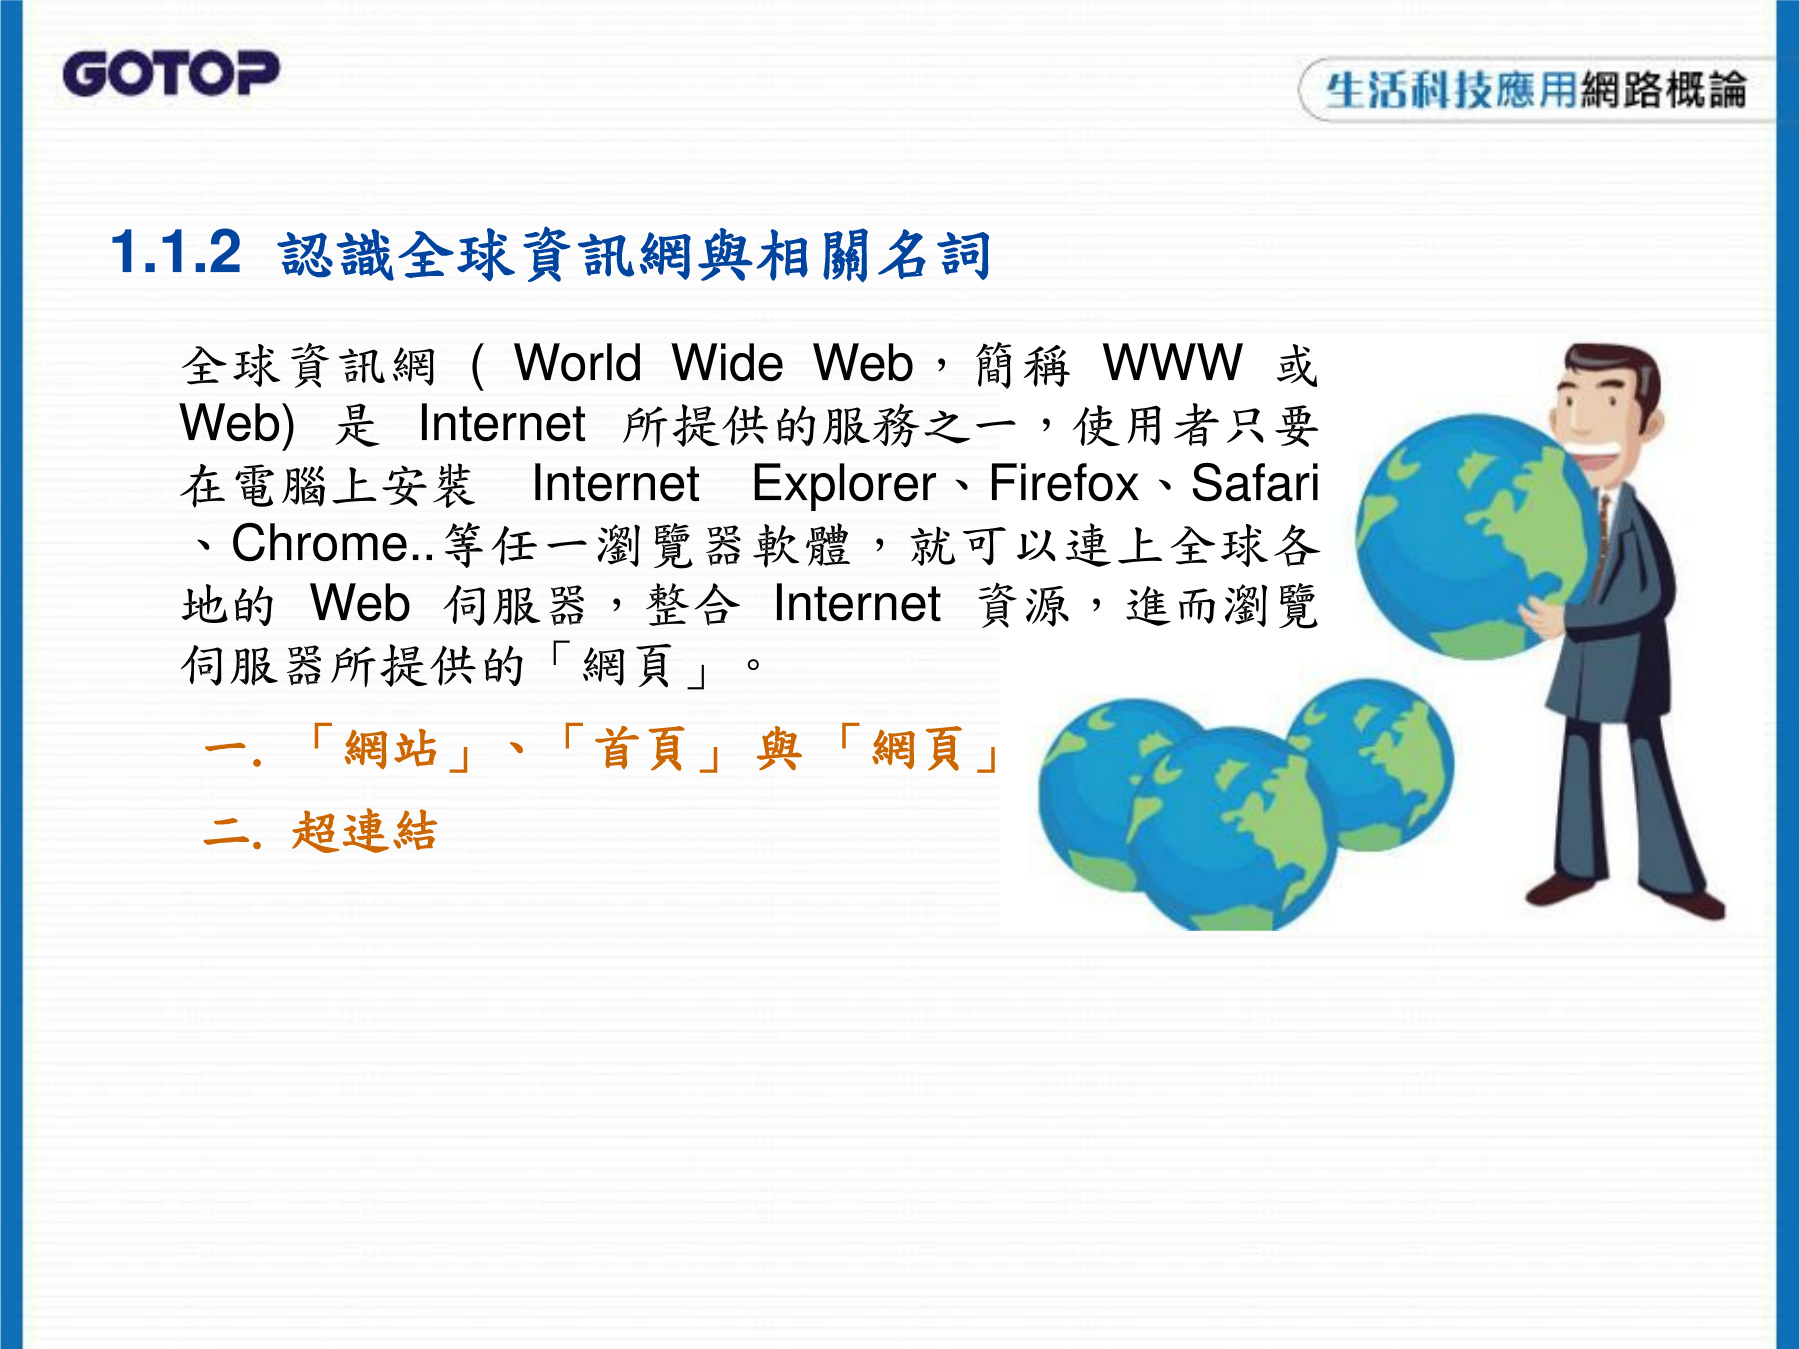 GOTOP
生活科技應用網路概論
1.1.2 認識全球資訊網與相關名詞
全球資訊網 ( World Wide Web，簡稱 WWW 或
Web) 是 Internet 所提供的服務之一，使用者只要
在電腦上安裝 Internet Explorer、Firefox、Safari
、Chrome..等任一瀏覽器軟體，就可以連上全球各
地的 Web 伺服器，整合 Internet 資源，進而瀏覽
伺服器所提供的「網頁」。
一. 「網站」、「首頁」與「網頁」
二. 超連結